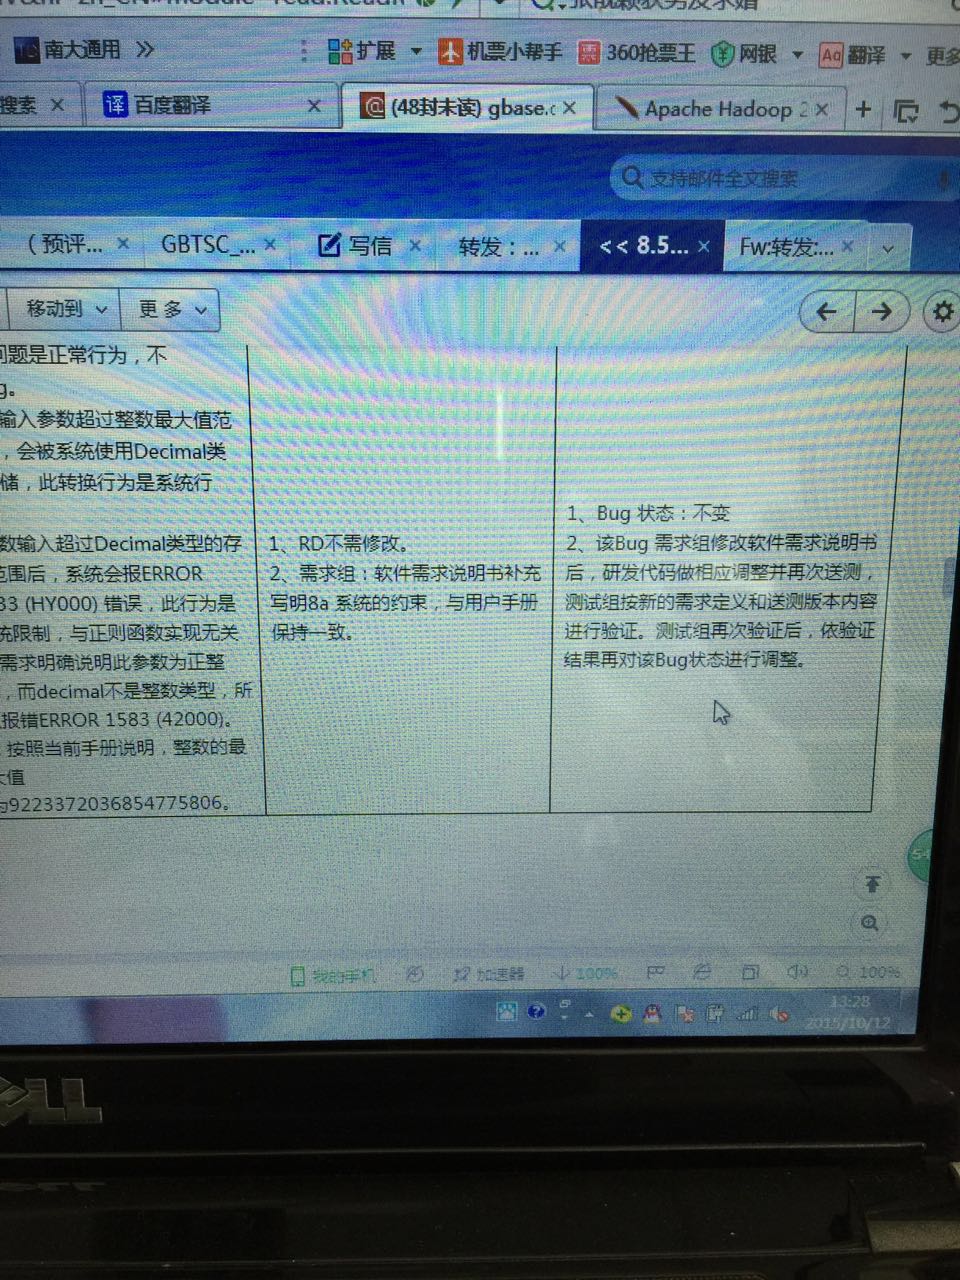 南大通用 >> 扩展 机票小帮手 360抢票王 网银 翻译 更多
搜索 百度翻译 (48封未读) gbase.c Apache Hadoop 2
支持邮件全文搜索
(预评... GBTSC_... 写信 转发:... << 8.5... Fw:转发:...
移动到 更多
问题是正常行为，不
g。
输入参数超过整数最大值范
，会被系统使用Decimal类
储，此转换行为是系统行
数输入超过Decimal类型的存
范围后，系统会报ERROR
33 (HY000) 错误，此行为是
统限制，与正则函数实现无关
需求明确说明此参数为正整
，而decimal不是整数类型，所
报错ERROR 1583 (42000)。
按照当前手册说明，整数的最
大值
为9223372036854775806。
1、RD不需修改。
2、需求组：软件需求说明书补充
写明8a 系统的约束，与用户手册
保持一致。
1、Bug 状态：不变
2、该Bug 需求组修改软件需求说明书
后，研发代码做相应调整并再次送测，
测试组按新的需求定义和送测版本内容
进行验证。测试组再次验证后，依验证
结果再对该Bug状态进行调整。
我的手机 加速器 100% 100%
13:28
2015/10/12
DELL